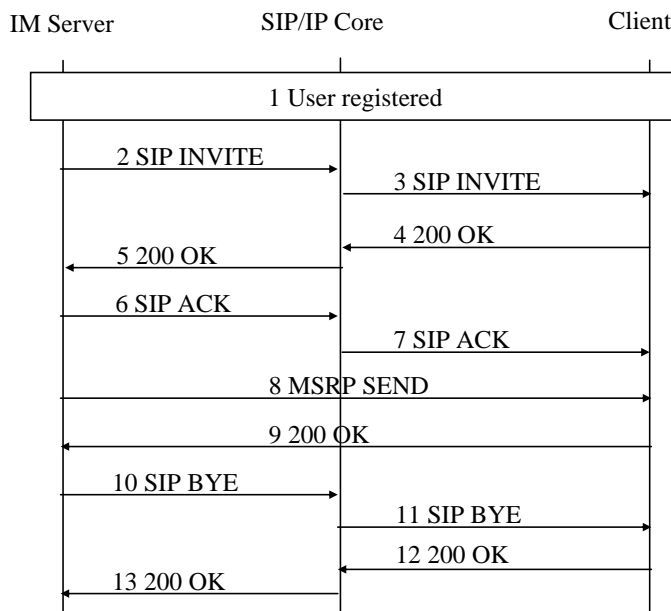 IM Server
SIP/IP Core
Client
1 User registered
2 SIP INVITE
3 SIP INVITE
4 200 OK
5 200 OK
6 SIP ACK
7 SIP ACK
8 MSRP SEND
9 200 OK
10 SIP BYE
11 SIP BYE
12 200 OK
13 200 OK